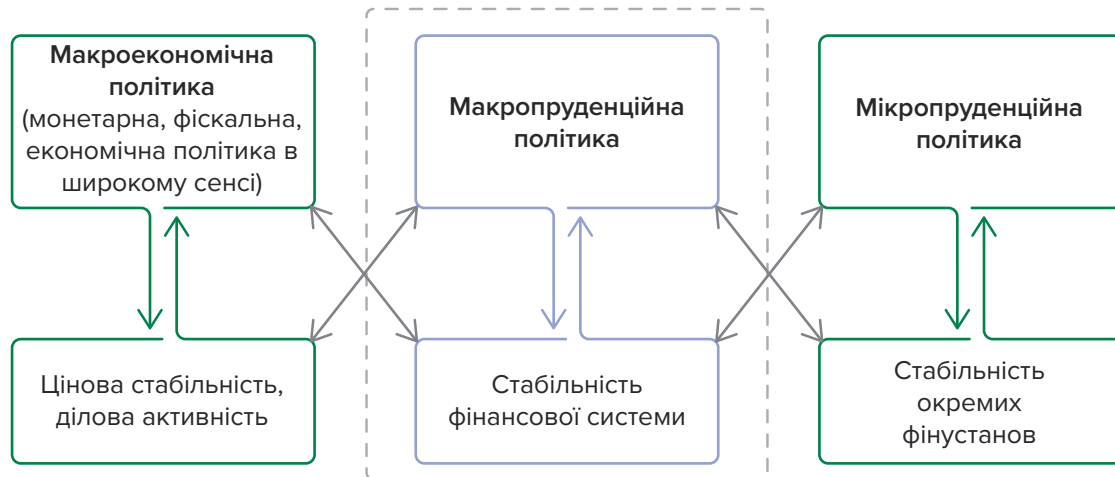 Макроекономічна
політика
(монетарна, фіскальна,
економічна політика в
широкому сенсі)
Макропруденційна
політика
Мікропруденційна
політика
Цінова стабільність,
ділова активність
Стабільність
фінансової системи
Стабільність
окремих
фінустанов